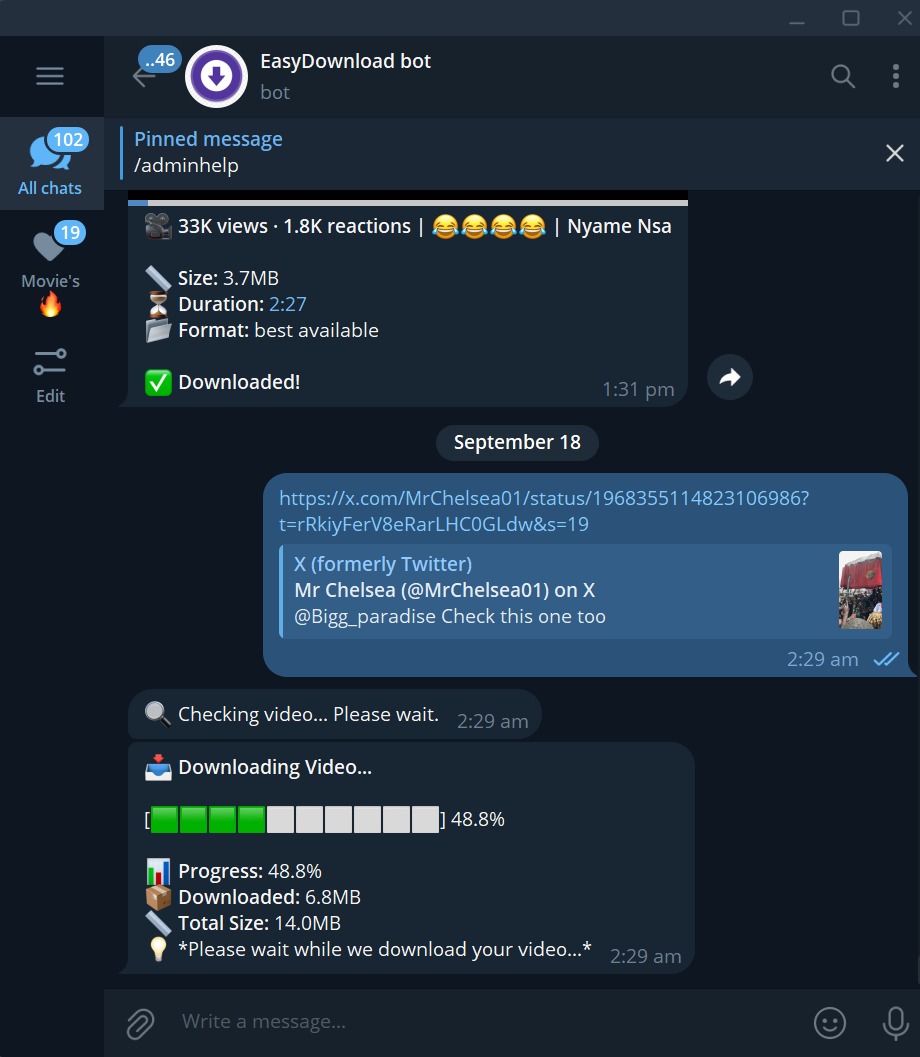 ..46
EasyDownload bot
bot
102
All chats
Pinned message
/adminhelp
19
Movie's
🔥
Edit
🎥 33K views · 1.8K reactions | 😂😂😂😂 | Nyame Nsa
📏 Size: 3.7MB
⏳ Duration: 2:27
📁 Format: best available
✅ Downloaded!
1:31 pm
September 18
https://x.com/MrChelsea01/status/1968355114823106986?
t=rRkiyFerV8eRarLHC0GLdw&s=19
X (formerly Twitter)
Mr Chelsea (@MrChelsea01) on X
@Bigg_paradise Check this one too
2:29 am
🔍 Checking video... Please wait.
2:29 am
📥 Downloading Video...
[🟩🟩🟩🟩⬜⬜⬜⬜⬜⬜] 48.8%
📊 Progress: 48.8%
📦 Downloaded: 6.8MB
📏 Total Size: 14.0MB
💡 *Please wait while we download your video...*
2:29 am
Write a message...